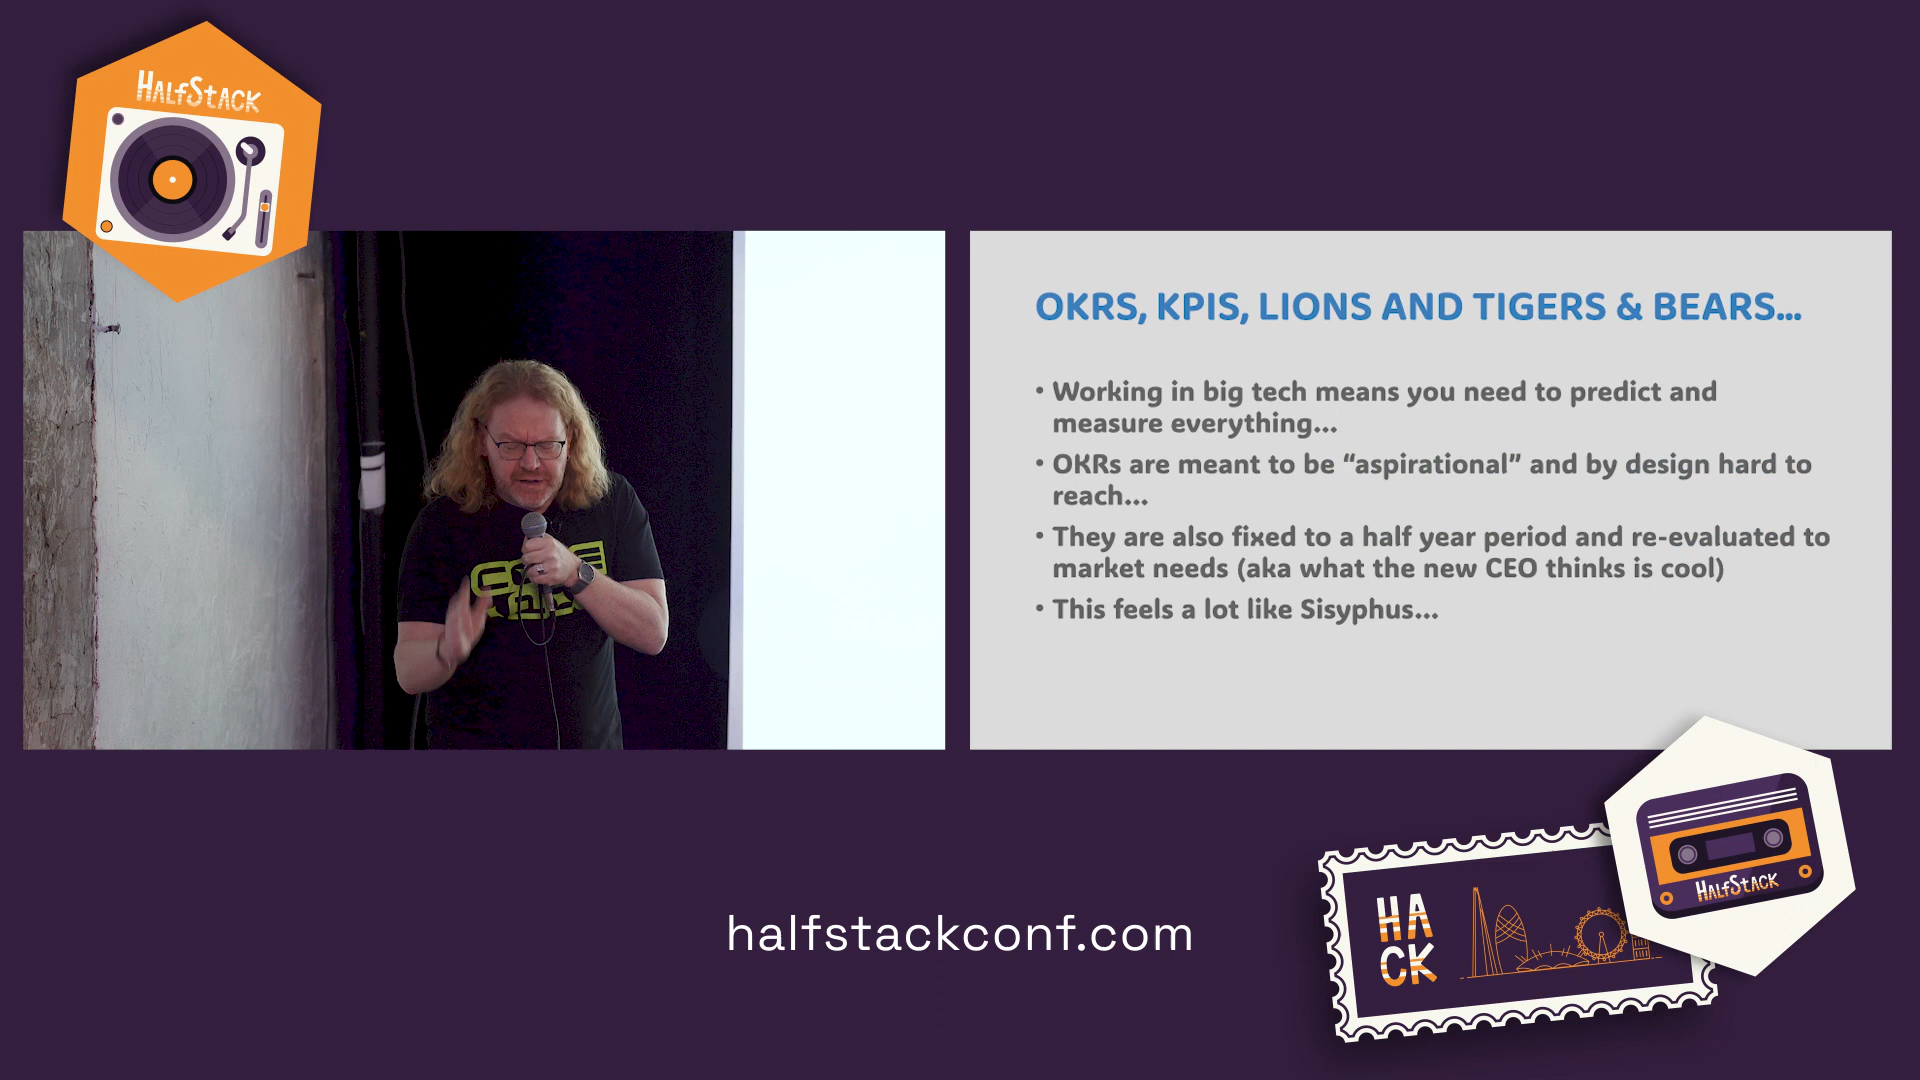 HALFSTACK
OKRS, KPIS, LIONS AND TIGERS & BEARS...
• Working in big tech means you need to predict and
measure everything...
• OKRs are meant to be “aspirational” and by design hard to
reach...
• They are also fixed to a half year period and re-evaluated to
market needs (aka what the new CEO thinks is cool)
• This feels a lot like Sisyphus...
HALFSTACK
HA
CK
halfstackconf.com